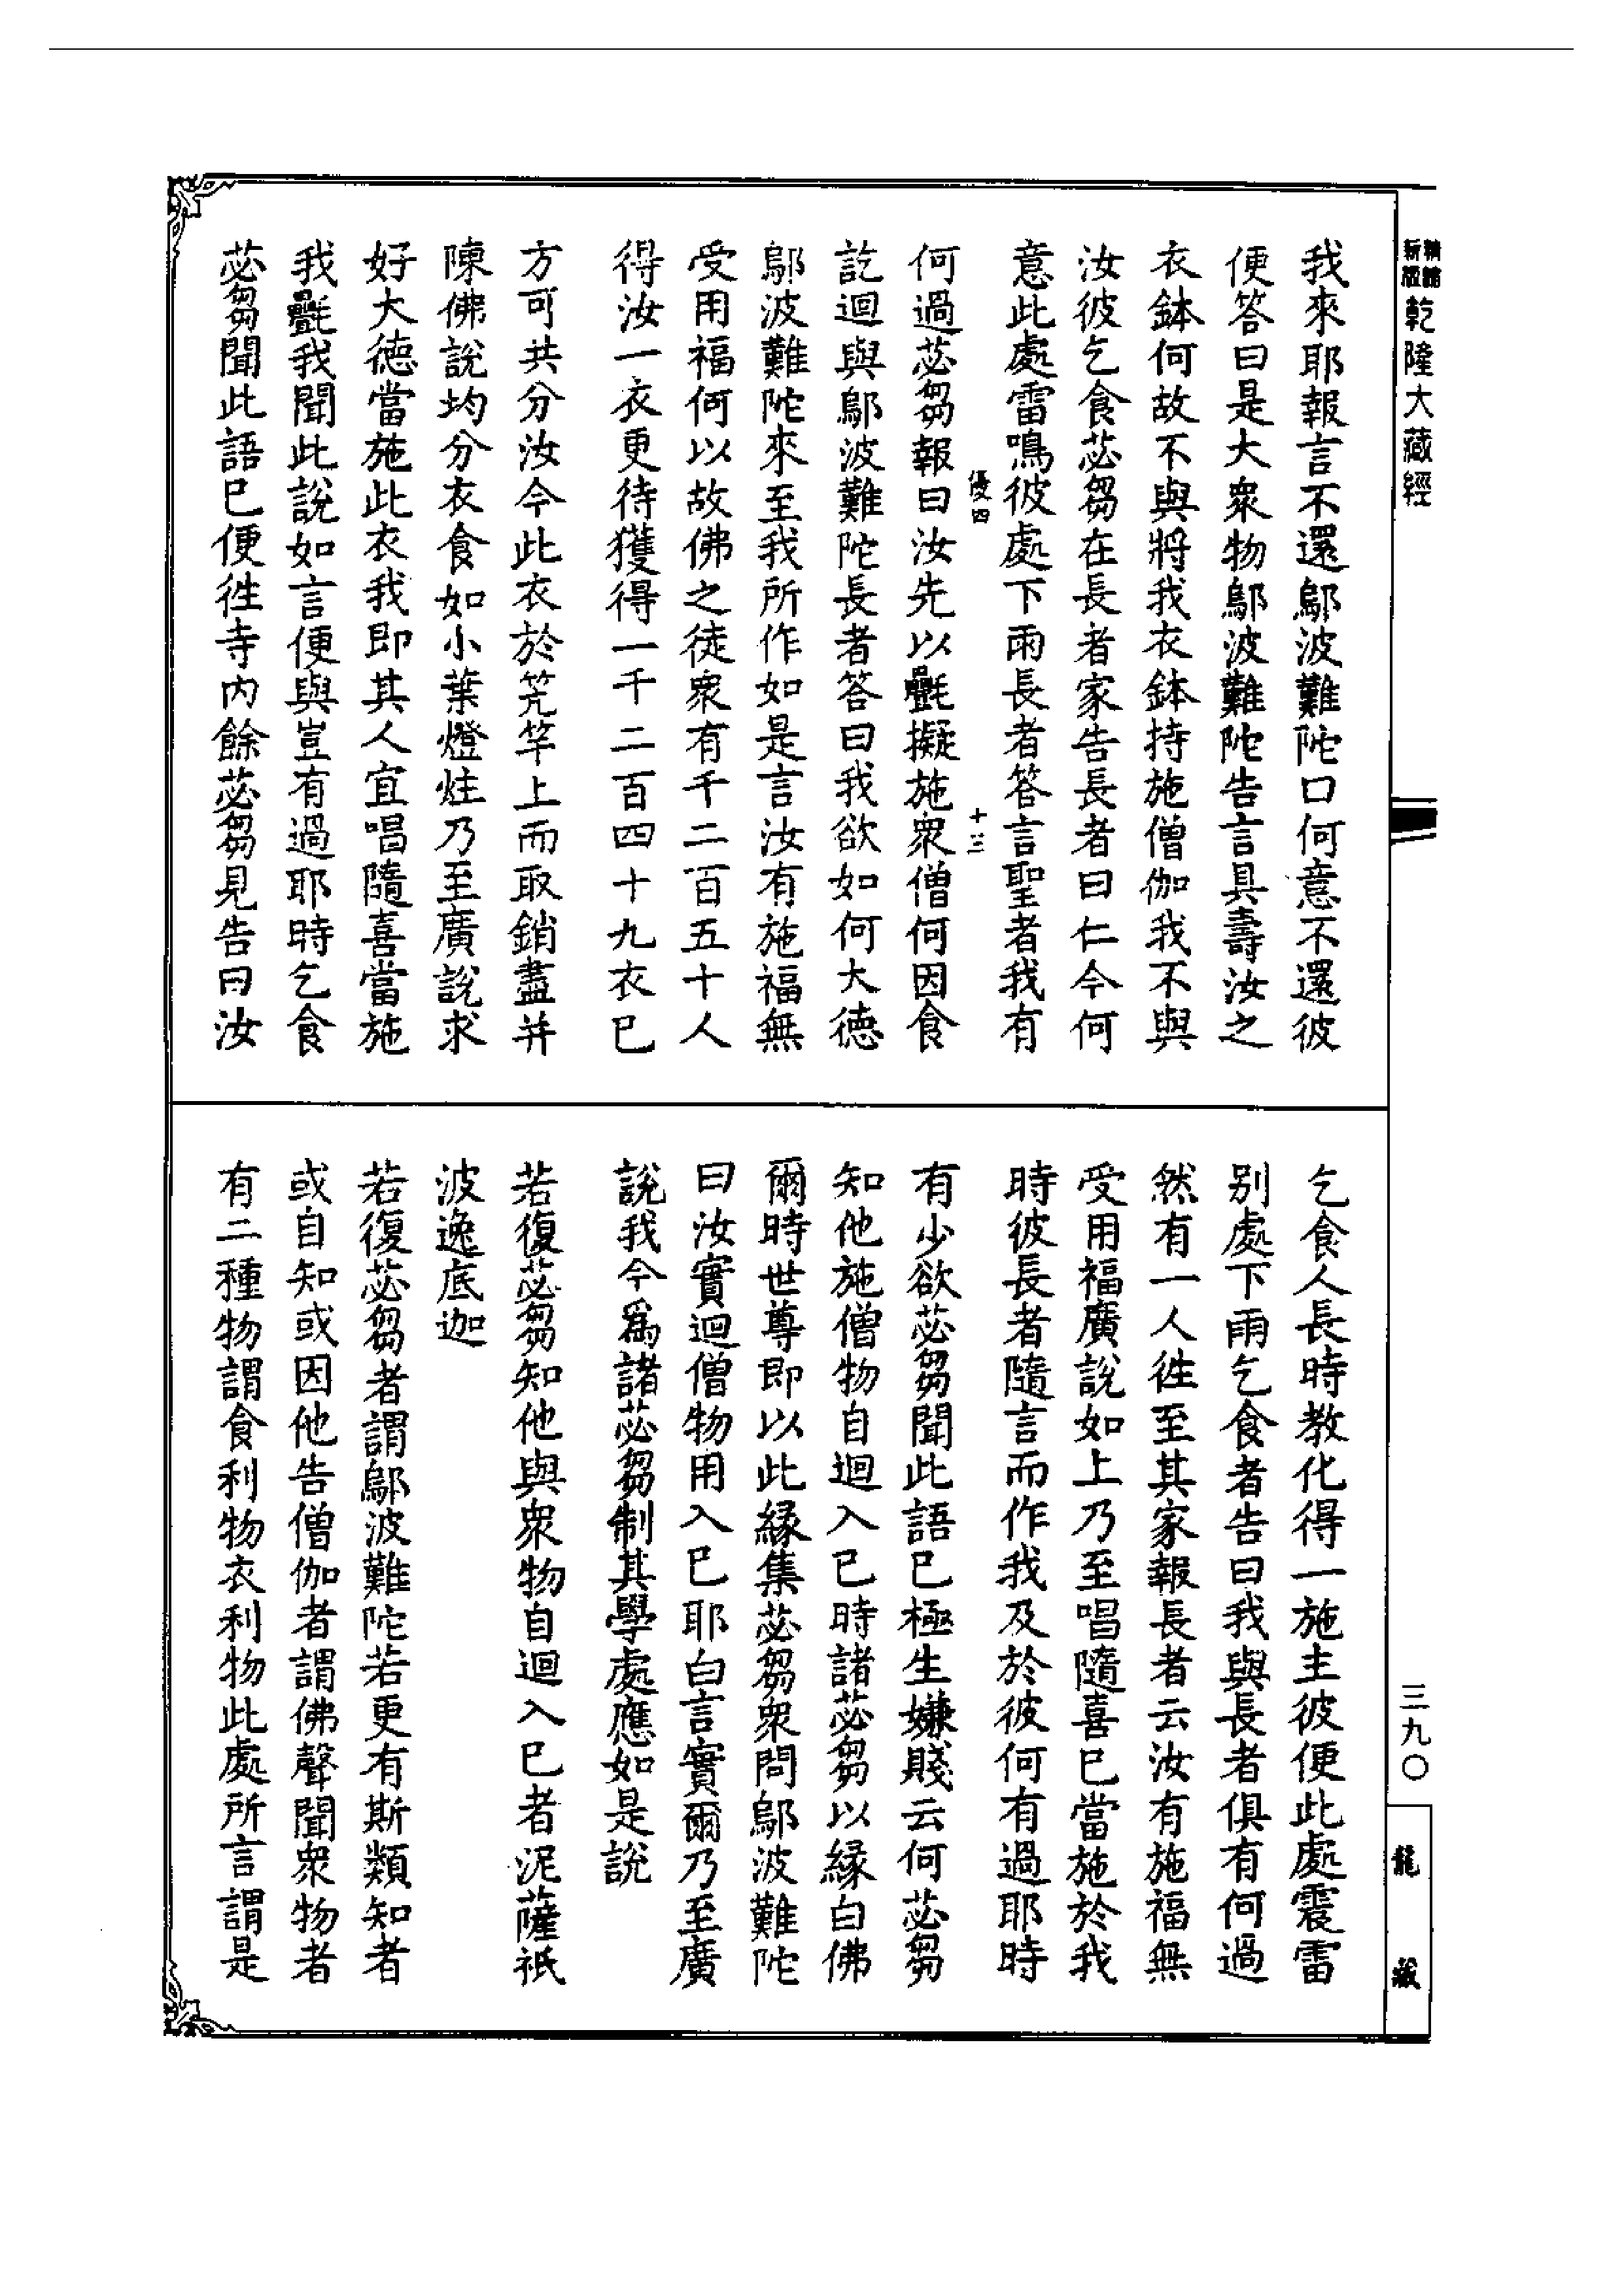 精縮新版乾隆大藏經
我來耶報言不還鄔波難陀口何意不還彼
便答曰是大眾物鄔波難陀告言具壽汝之
衣鉢何故不與將我衣鉢持施僧伽我不與
汝彼乞食苾芻在長者家告長者曰仁今何
意此處雷鳴彼處下雨長者答言聖者我有
優四
十三
何過苾芻報曰汝先以㲲擬施眾僧何因食
訖迴與鄔波難陀長者答曰我欲如何大德
鄔波難陀來至我所作如是言汝有施福無
受用福何以故佛之徒眾有千二百五十人
得汝一衣更待獲得一千二百四十九衣已
方可共分汝今此衣於笐竿上而取銷盡并
陳佛說均分衣食如小葉燈炷乃至廣說求
好大德當施此衣我即其人宜唱隨喜當施
我㲲我聞此說如言便與豈有過耶時乞食
苾芻聞此語已便往寺內餘苾芻見告曰汝
乞食人長時教化得一施主彼便此處震雷
別處下雨乞食者告曰我與長者俱有何過
然有一人往至其家報長者云汝有施福無
受用福廣說如上乃至唱隨喜已當施於我
時彼長者隨言而作我及於彼何有過耶時
有少欲苾芻聞此語已極生嫌賤云何苾芻
知他施僧物自迴入已時諸苾芻以緣白佛
爾時世尊即以此緣集苾芻眾問鄔波難陀
曰汝實迴僧物用入已耶白言實爾乃至廣
說我今為諸苾芻制其學處應如是說
若復苾芻知他與眾物自迴入已者泥薩祇
波逸底迦
若復苾芻者謂鄔波難陀若更有斯類知者
或自知或因他告僧伽者謂佛聲聞眾物者
有二種物謂食利物衣利物此處所言謂是
三九〇
龍藏